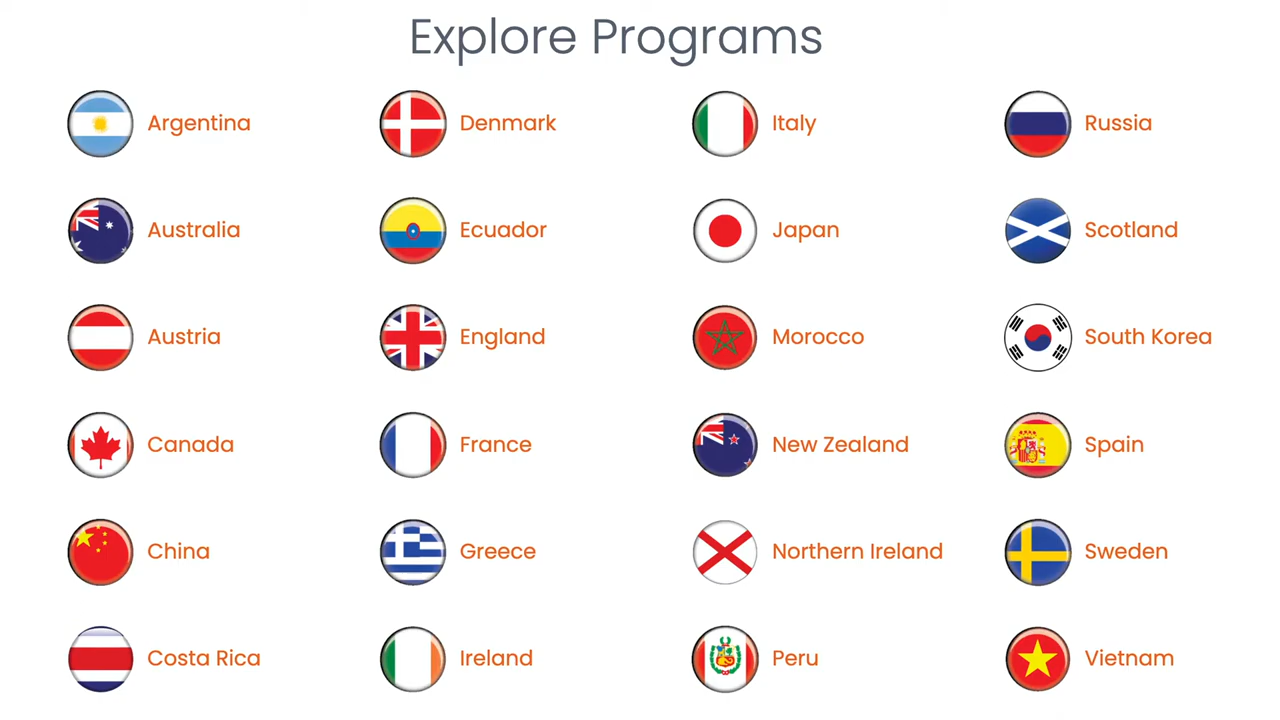 Explore Programs
Argentina
Australia
Austria
Canada
China
Costa Rica
Denmark
Ecuador
England
France
Greece
Ireland
Italy
Japan
Morocco
New Zealand
Northern Ireland
Peru
Russia
Scotland
South Korea
Spain
Sweden
Vietnam